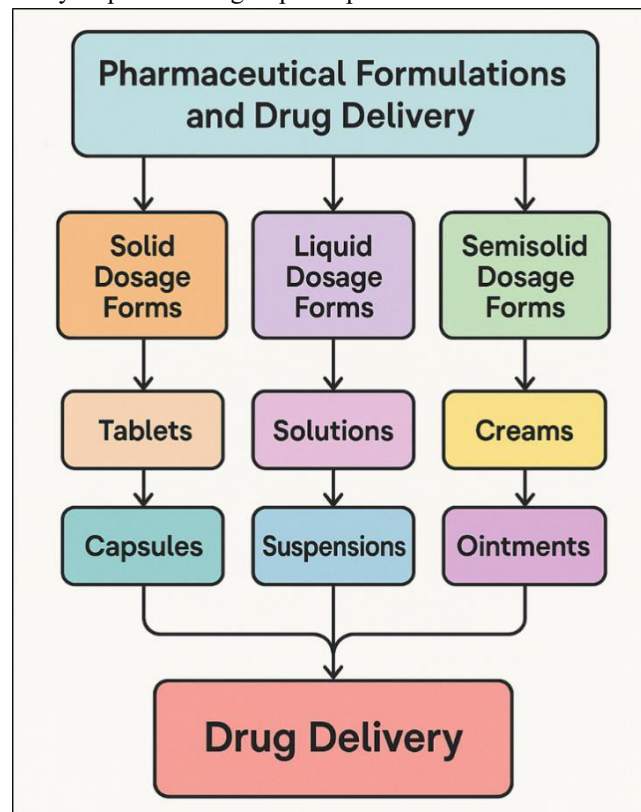 Pharmaceutical Formulations
and Drug Delivery
Solid
Dosage
Forms
Liquid
Dosage
Forms
Semisolid
Dosage
Forms
Tablets
Solutions
Creams
Capsules
Suspensions
Ointments
Drug Delivery